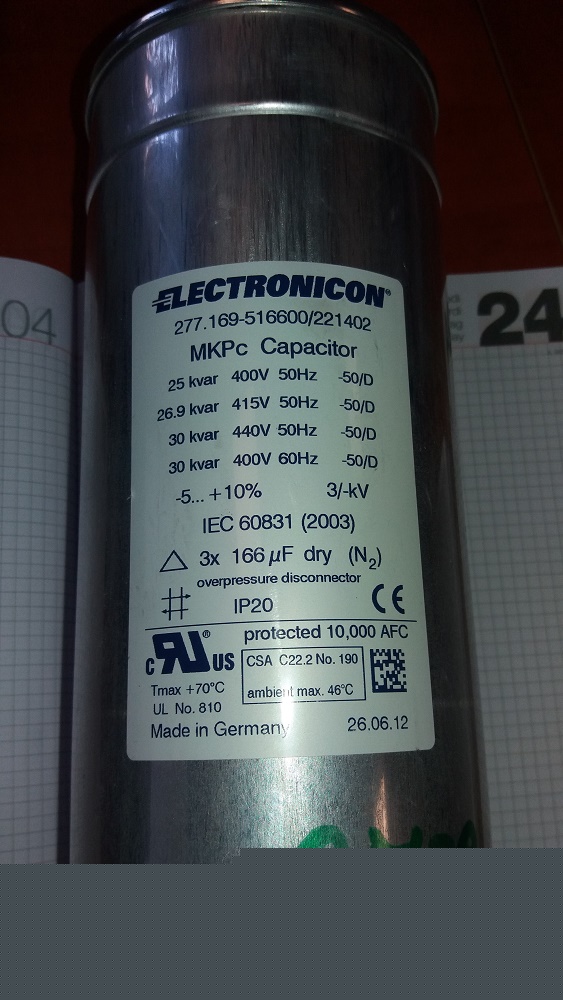 04
24
ELECTRONICON®
277.169-516600/221402
MKPc Capacitor
25 kvar 400V 50Hz -50/D
26.9 kvar 415V 50Hz -50/D
30 kvar 440V 50Hz -50/D
30 kvar 400V 60Hz -50/D
-5...+10% 3/-kV
IEC 60831 (2003)
△ 3x 166 µF dry (N₂)
overpressure disconnector
IP20 CE
protected 10,000 AFC
c RU® US
CSA C22.2 No. 190
ambient max. 46°C
Tmax +70°C
UL No. 810
Made in Germany 26.06.12